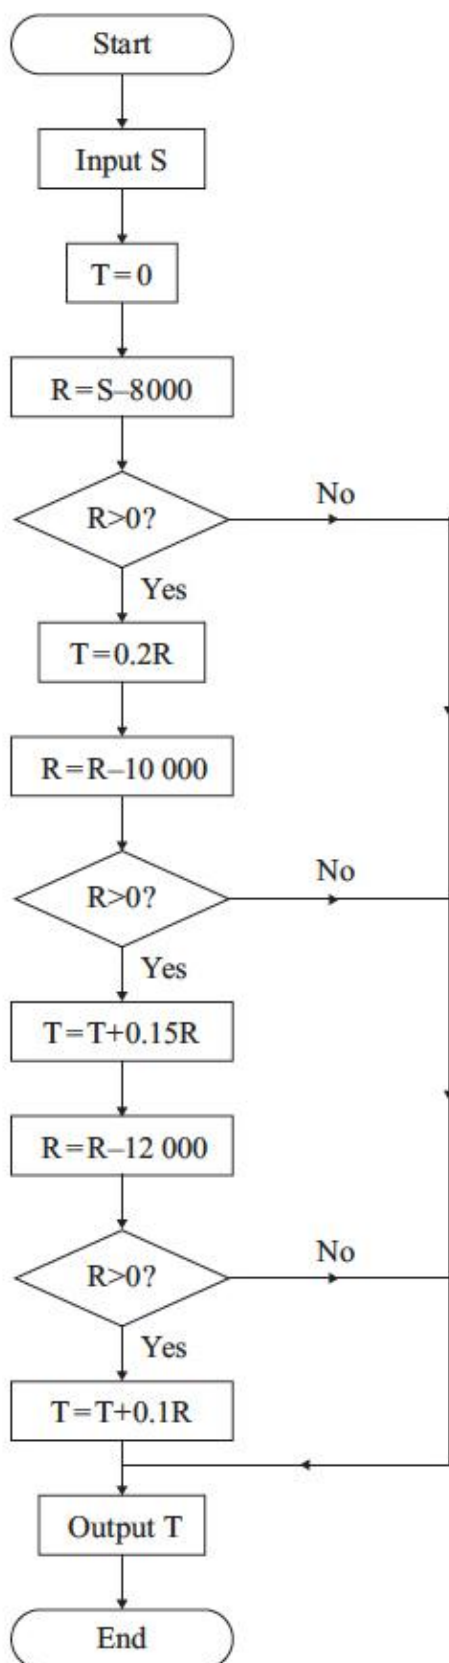 Start
Input S
T=0
R=S–8000
R>0?
No
Yes
T=0.2R
R=R–10 000
R>0?
No
Yes
T=T+0.15R
R=R–12 000
R>0?
No
Yes
T=T+0.1R
Output T
End